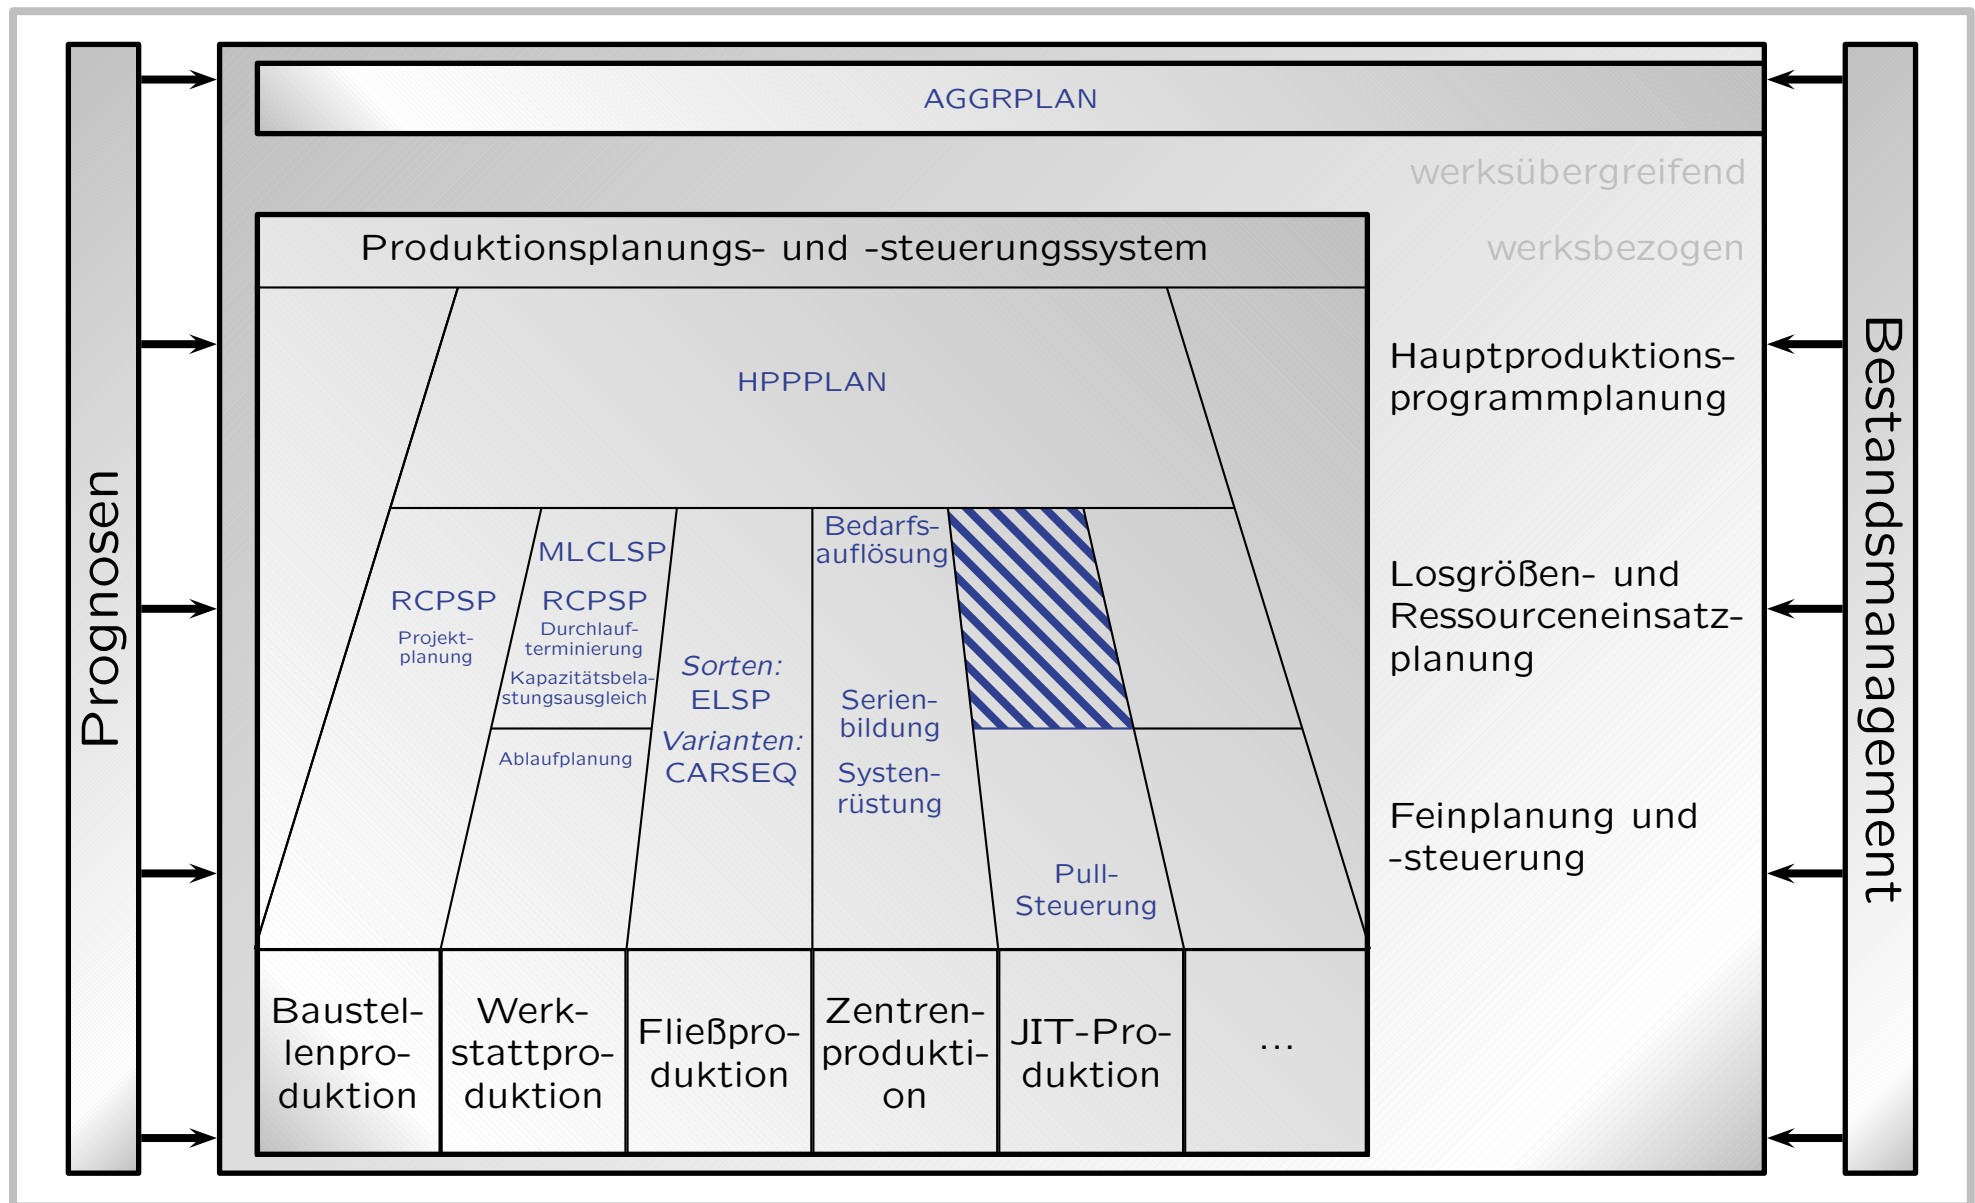 Prognosen
AGGRPLAN
werksübergreifend
werksbezogen
Produktionsplanungs- und -steuerungssystem
HPPPLAN
Hauptproduktions-
programmplanung
RCPSP
Projekt-
planung
MLCLSP
RCPSP
Durchlauf-
terminierung
Kapazitätsbela-
stungsausgleich
Ablaufplanung
Sorten:
ELSP
Varianten:
CARSEQ
Bedarfs-
auflösung
Serien-
bildung
Systen-
rüstung
Pull-
Steuerung
Losgrößen- und
Ressourceneinsatz-
planung
Feinplanung und
-steuerung
Baustel-
lenpro-
duktion
Werk-
stattpro-
duktion
Fließpro-
duktion
Zentren-
produkti-
on
JIT-Pro-
duktion
...
Bestandsmanagement